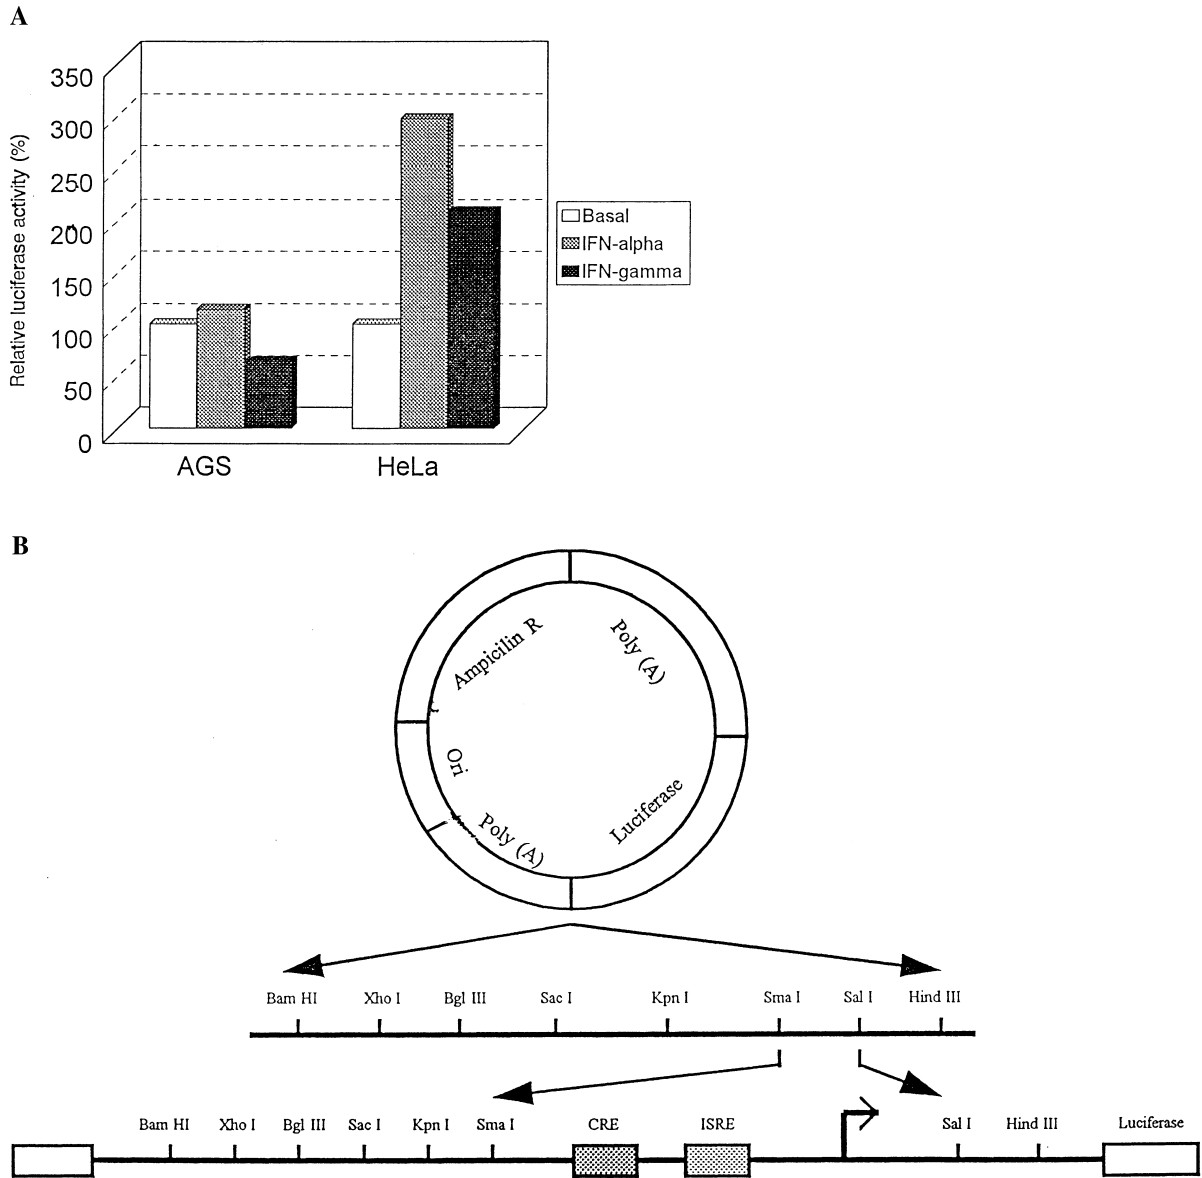 A
350
300
250
200
150
100
50
0
Relative luciferase activity (%)
AGS
HeLa
Basal
IFN-alpha
IFN-gamma
B
Ampicilin R
Poly (A)
Ori
Poly (A)
Luciferase
Bam HI Xho I Bgl III Sac I Kpn I Sma I Sal I Hind III
Bam HI Xho I Bgl III Sac I Kpn I Sma I CRE ISRE Sal I Hind III Luciferase